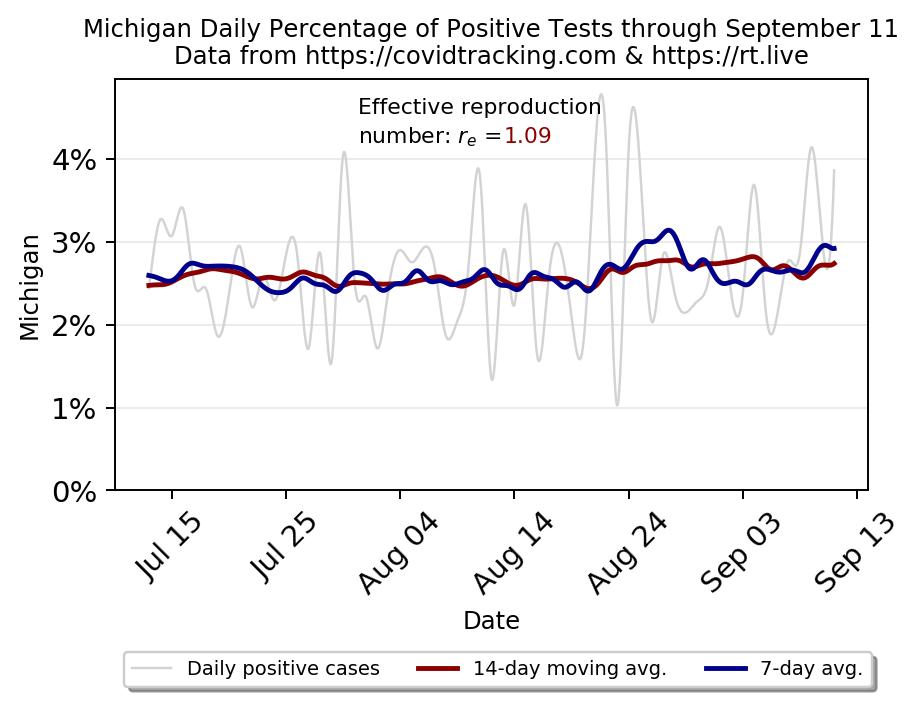 Michigan Daily Percentage of Positive Tests through September 11
Data from https://covidtracking.com & https://rt.live
Effective reproduction
number: rₑ =1.09
4%
3%
2%
1%
0%
Michigan
Jul 15
Jul 25
Aug 04
Aug 14
Aug 24
Sep 03
Sep 13
Date
Daily positive cases
14-day moving avg.
7-day avg.